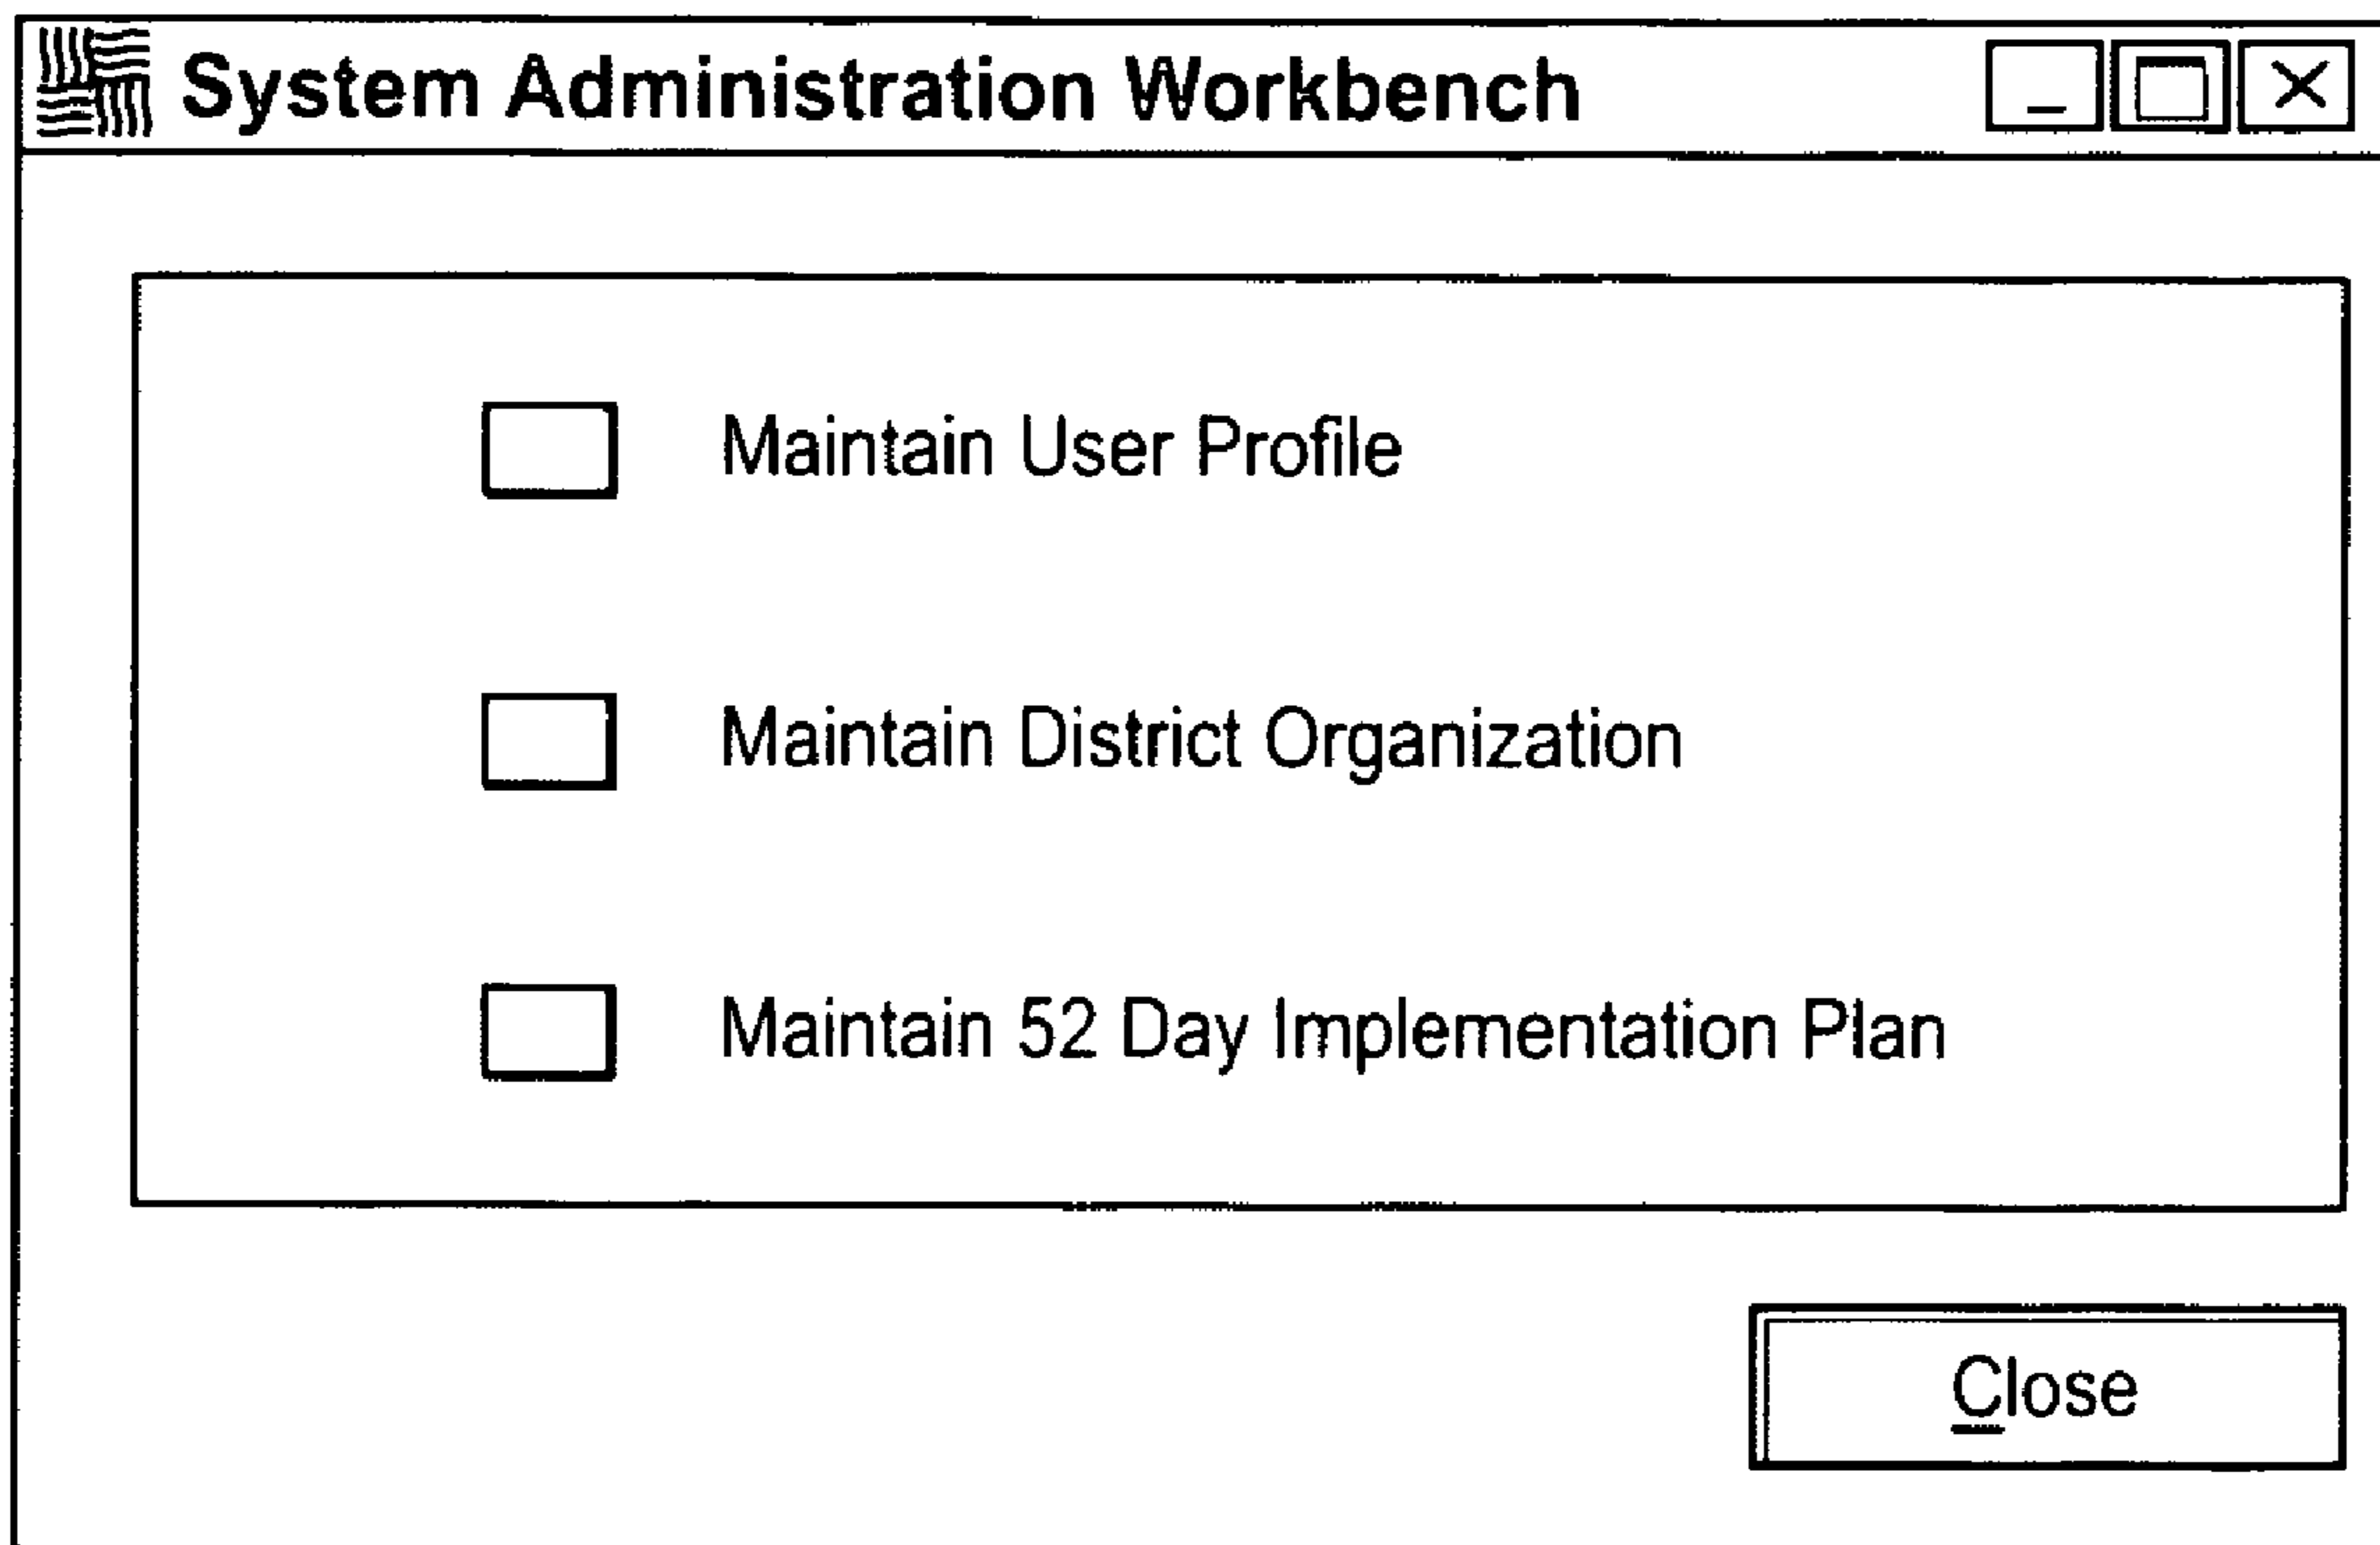 System Administration Workbench
Maintain User Profile
Maintain District Organization
Maintain 52 Day Implementation Plan
Close